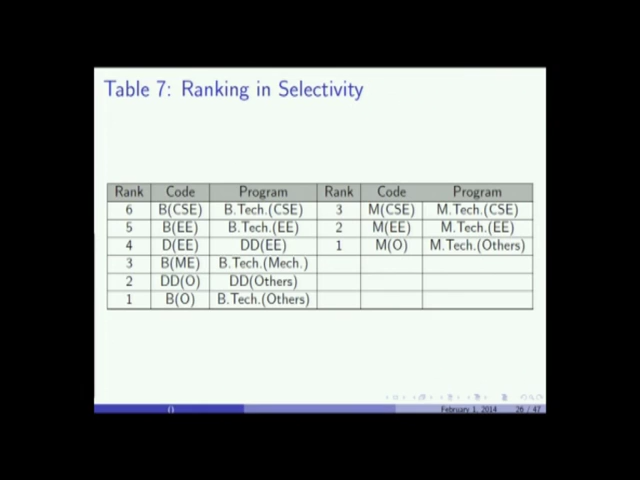 Table 7: Ranking in Selectivity
Rank Code Program Rank Code Program
6 B(CSE) B.Tech.(CSE) 3 M(CSE) M.Tech.(CSE)
5 B(EE) B.Tech.(EE) 2 M(EE) M.Tech.(EE)
4 D(EE) DD(EE) 1 M(O) M.Tech.(Others)
3 B(ME) B.Tech.(Mech.)
2 DD(O) DD(Others)
1 B(O) B.Tech.(Others)
() February 1, 2014 26 / 47